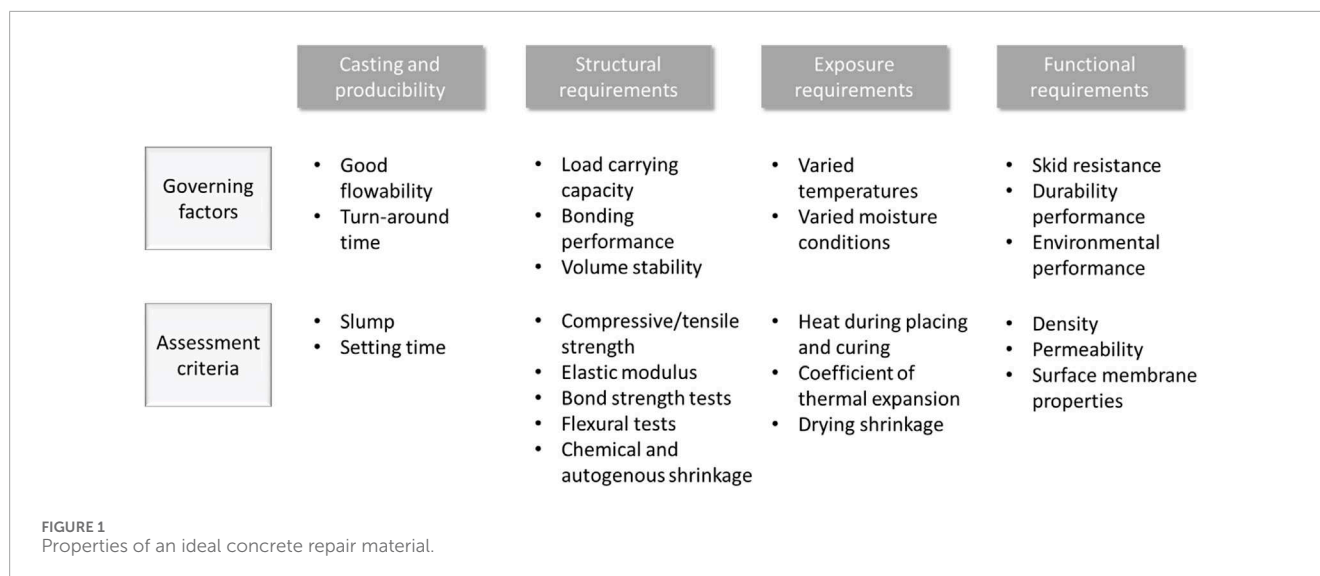 Casting and
producibility
Structural
requirements
Exposure
requirements
Functional
requirements
Governing
factors
• Good
flowability
• Turn-around
time
• Load carrying
capacity
• Bonding
performance
• Volume stability
• Varied
temperatures
• Varied moisture
conditions
• Skid resistance
• Durability
performance
• Environmental
performance
Assessment
criteria
• Slump
• Setting time
• Compressive/tensile
strength
• Elastic modulus
• Bond strength tests
• Flexural tests
• Chemical and
autogenous shrinkage
• Heat during placing
and curing
• Coefficient of
thermal expansion
• Drying shrinkage
• Density
• Permeability
• Surface membrane
properties
FIGURE 1
Properties of an ideal concrete repair material.